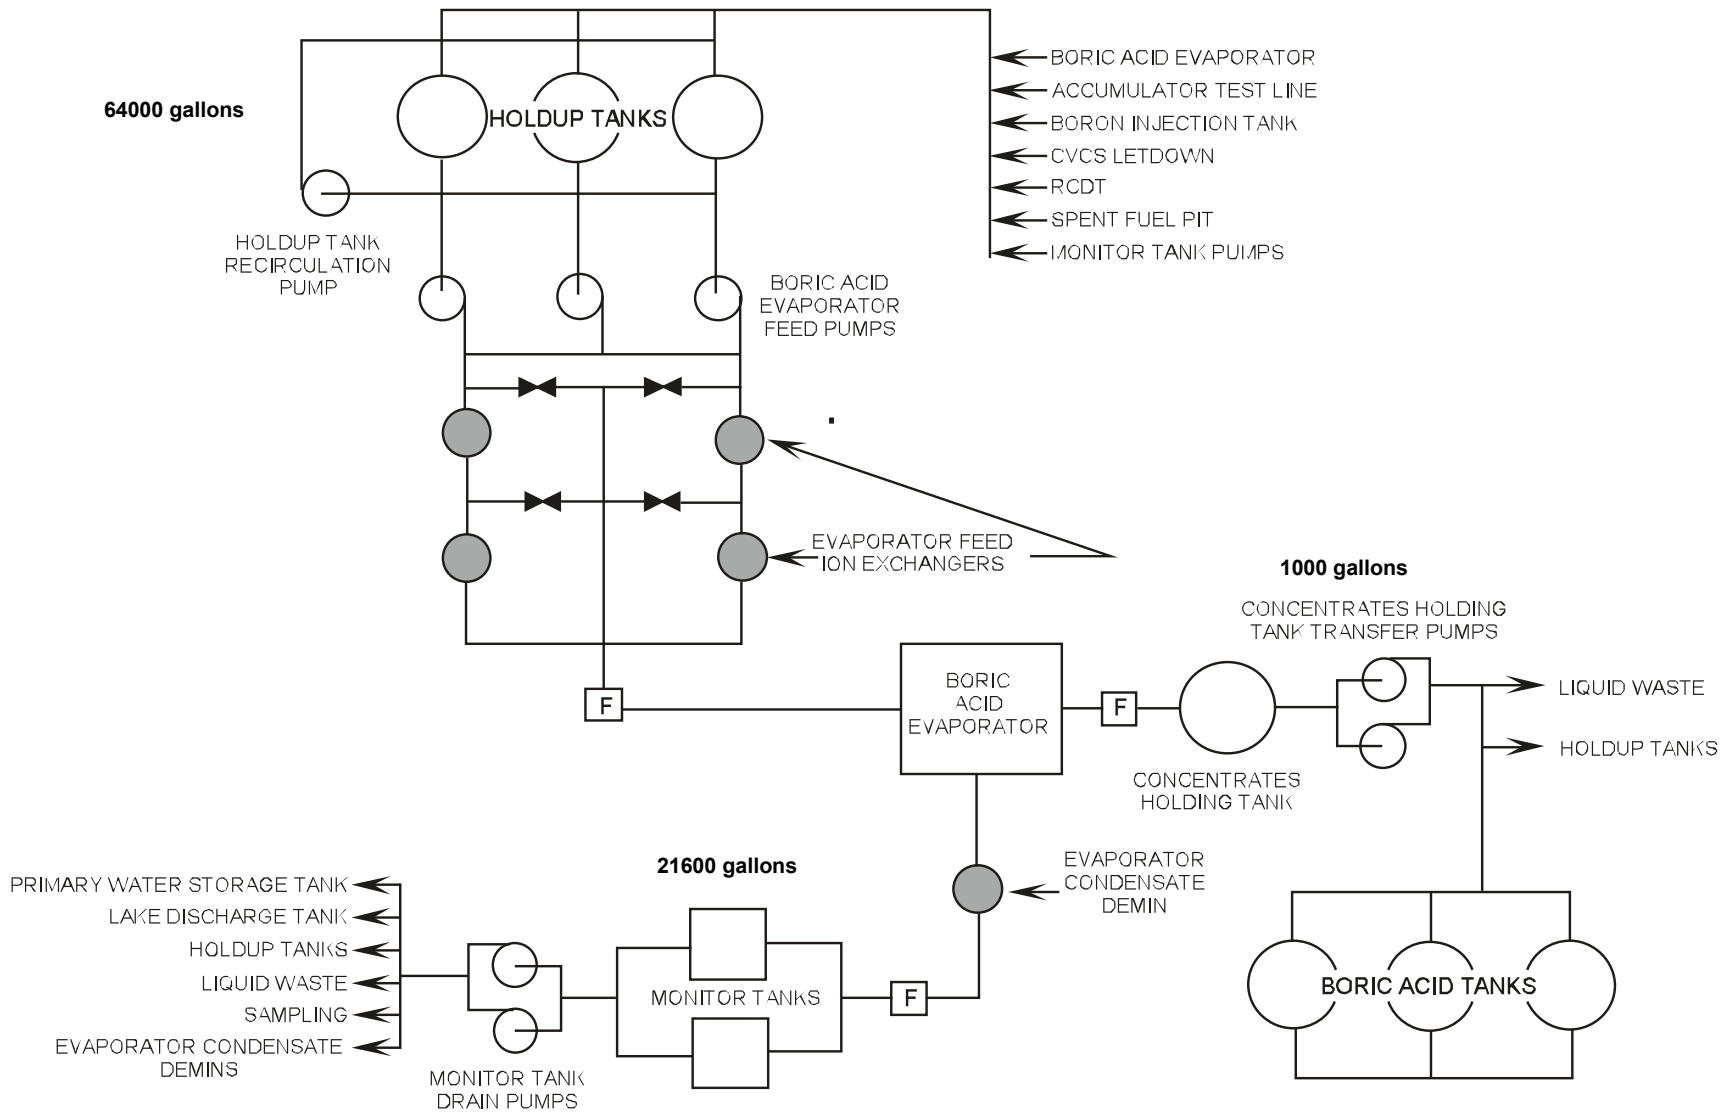 64000 gallons
HOLDUP TANKS
BORIC ACID EVAPORATOR
ACCUMULATOR TEST LINE
BORON INJECTION TANK
CVCS LETDOWN
RCDT
SPENT FUEL PIT
MONITOR TANK PUMPS
HOLDUP TANK
RECIRCULATION
PUMP
BORIC ACID
EVAPORATOR
FEED PUMPS
EVAPORATOR FEED
ION EXCHANGERS
1000 gallons
CONCENTRATES HOLDING
TANK TRANSFER PUMPS
F
BORIC
ACID
EVAPORATOR
F
LIQUID WASTE
HOLDUP TANKS
CONCENTRATES
HOLDING TANK
21600 gallons
EVAPORATOR
CONDENSATE
DEMIN
PRIMARY WATER STORAGE TANK
LAKE DISCHARGE TANK
HOLDUP TANKS
LIQUID WASTE
SAMPLING
EVAPORATOR CONDENSATE
DEMINS
MONITOR TANKS
F
BORIC ACID TANKS
MONITOR TANK
DRAIN PUMPS